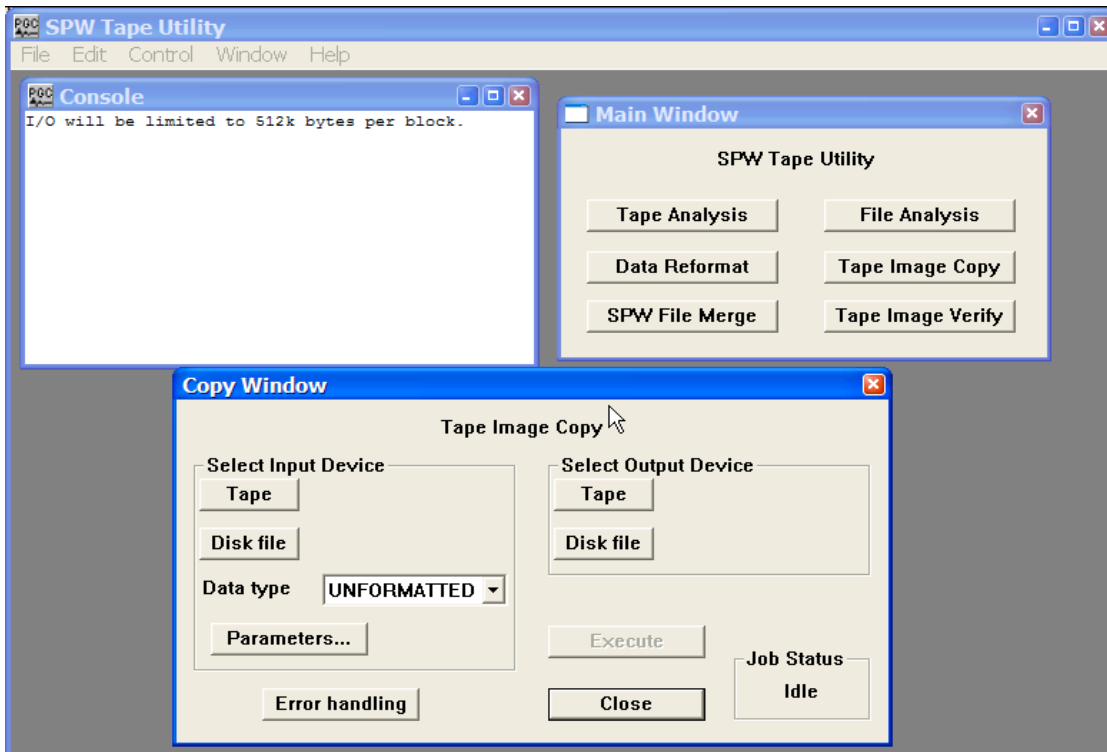 PGC SPW Tape Utility
File Edit Control Window Help
PGC Console
I/O will be limited to 512k bytes per block.
Main Window
SPW Tape Utility
Tape Analysis File Analysis
Data Reformat Tape Image Copy
SPW File Merge Tape Image Verify
Copy Window
Tape Image Copy
Select Input Device
Tape
Disk file
Data type UNFORMATTED
Parameters...
Error handling
Select Output Device
Tape
Disk file
Execute
Close
Job Status
Idle